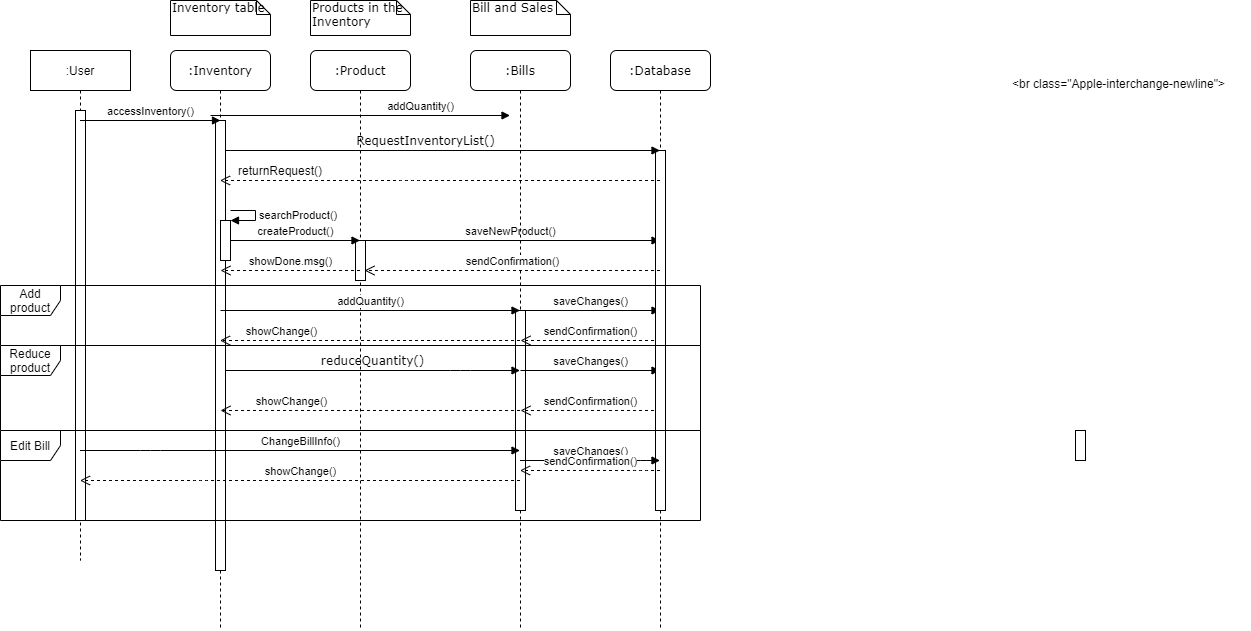 Inventory table
Products in the
Inventory
Bill and Sales
:User
:Inventory
:Product
:Bills
:Database
<br class="Apple-interchange-newline">
accessInventory()
addQuantity()
RequestInventoryList()
returnRequest()
searchProduct()
createProduct()
saveNewProduct()
showDone.msg()
sendConfirmation()
Add
product
addQuantity()
saveChanges()
showChange()
sendConfirmation()
Reduce
product
reduceQuantity()
saveChanges()
showChange()
sendConfirmation()
Edit Bill
ChangeBillInfo()
saveChanges()
sendConfirmation()
showChange()